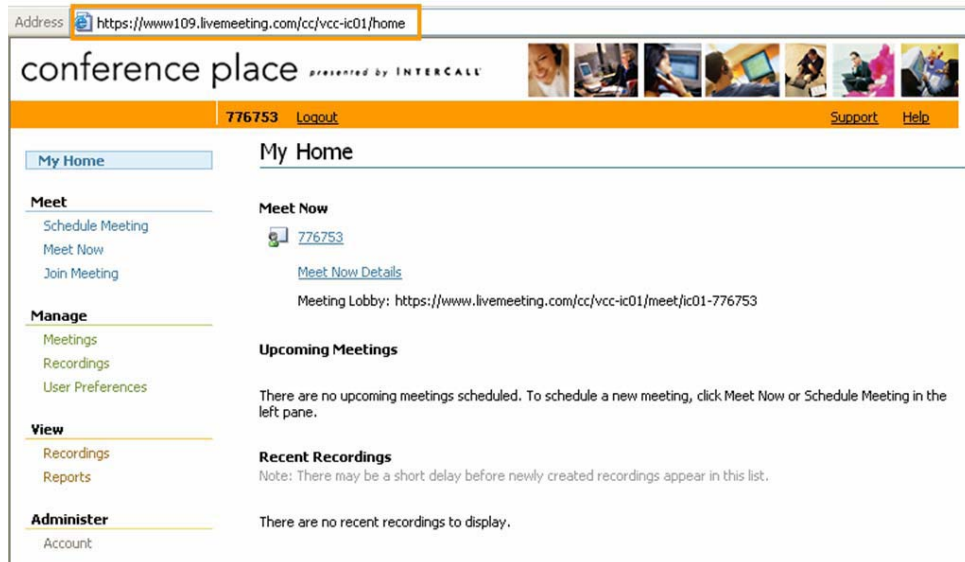 Address https://www109.livemeeting.com/cc/vcc-ic01/home
conference place presented by INTERCALL
776753 Logout Support Help
My Home
Meet
Schedule Meeting
Meet Now
Join Meeting
Manage
Meetings
Recordings
User Preferences
View
Recordings
Reports
Administer
Account
My Home
Meet Now
776753
Meet Now Details
Meeting Lobby: https://www.livemeeting.com/cc/vcc-ic01/meet/ic01-776753
Upcoming Meetings
There are no upcoming meetings scheduled. To schedule a new meeting, click Meet Now or Schedule Meeting in the
left pane.
Recent Recordings
Note: There may be a short delay before newly created recordings appear in this list.
There are no recent recordings to display.